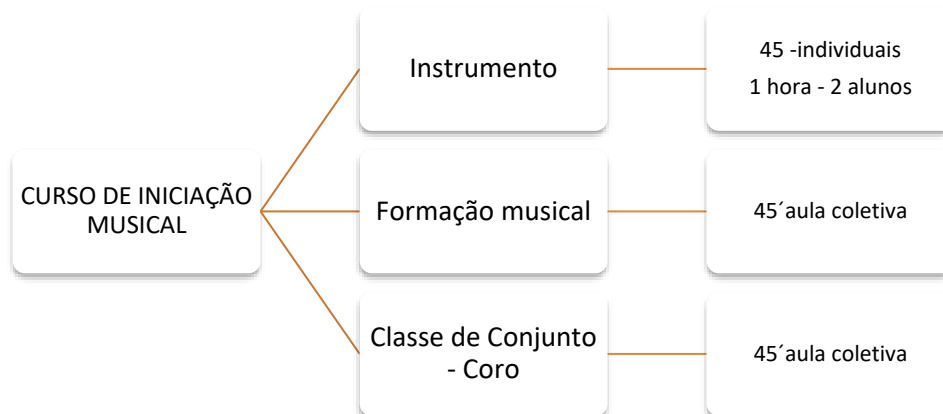 CURSO DE INICIAÇÃO
MUSICAL
Instrumento
45 -individuais
1 hora - 2 alunos
Formação musical
45´aula coletiva
Classe de Conjunto
- Coro
45´aula coletiva